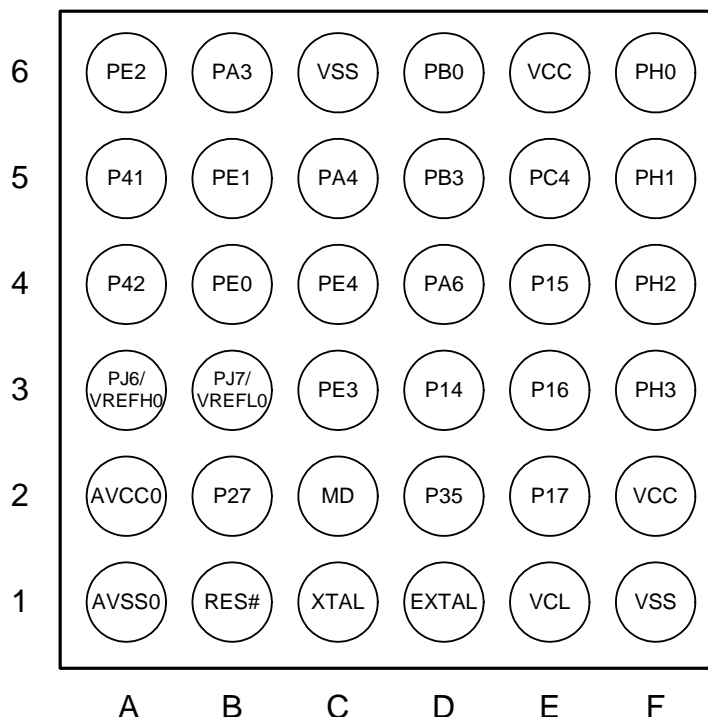 6 PE2 PA3 VSS PB0 VCC PH0
5 P41 PE1 PA4 PB3 PC4 PH1
4 P42 PE0 PE4 PA6 P15 PH2
3 PJ6/ VREFH0 PJ7/ VREFL0 PE3 P14 P16 PH3
2 AVCC0 P27 MD P35 P17 VCC
1 AVSS0 RES# XTAL EXTAL VCL VSS
A B C D E F